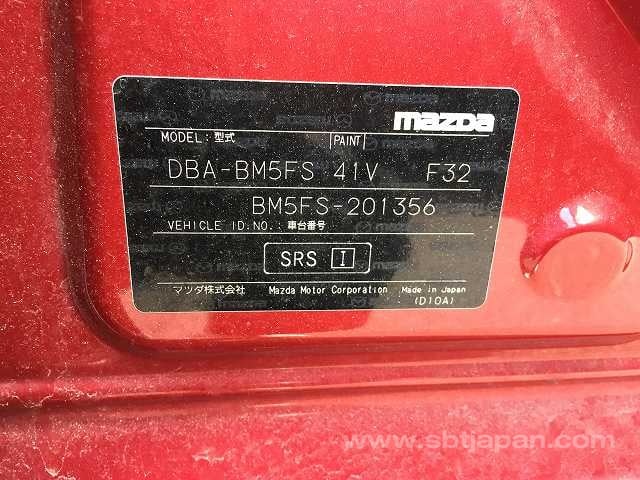 mazda
MODEL: 型式 PAINT
DBA-BM5FS 41V F32
BM5FS-201356
VEHICLE ID.NO.: 車台番号
SRS I
マツダ株式会社 Mazda Motor Corporation Made in Japan
(D10A)
www.sbtjapan.com